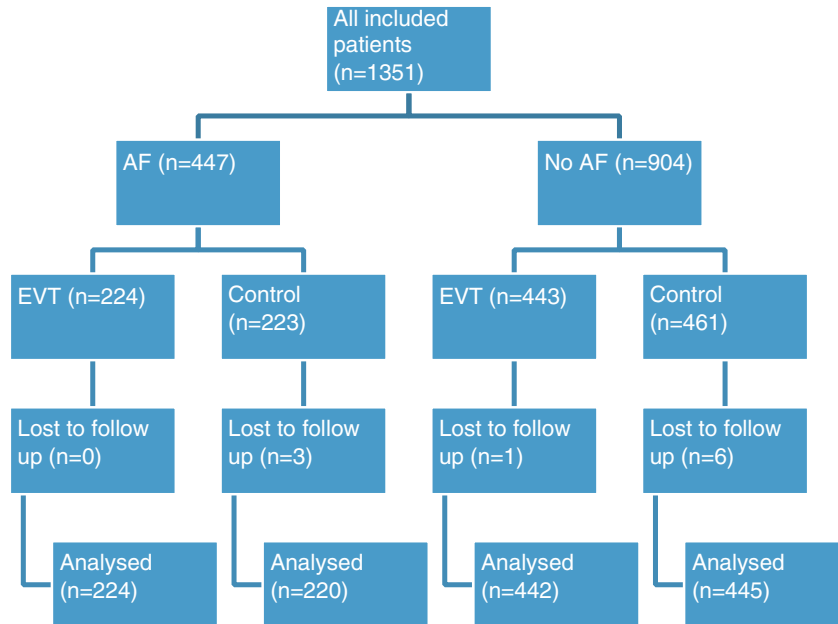 All included
patients
(n=1351)
AF (n=447)
No AF (n=904)
EVT (n=224)
Control
(n=223)
EVT (n=443)
Control
(n=461)
Lost to follow
up (n=0)
Lost to follow
up (n=3)
Lost to follow
up (n=1)
Lost to follow
up (n=6)
Analysed
(n=224)
Analysed
(n=220)
Analysed
(n=442)
Analysed
(n=445)